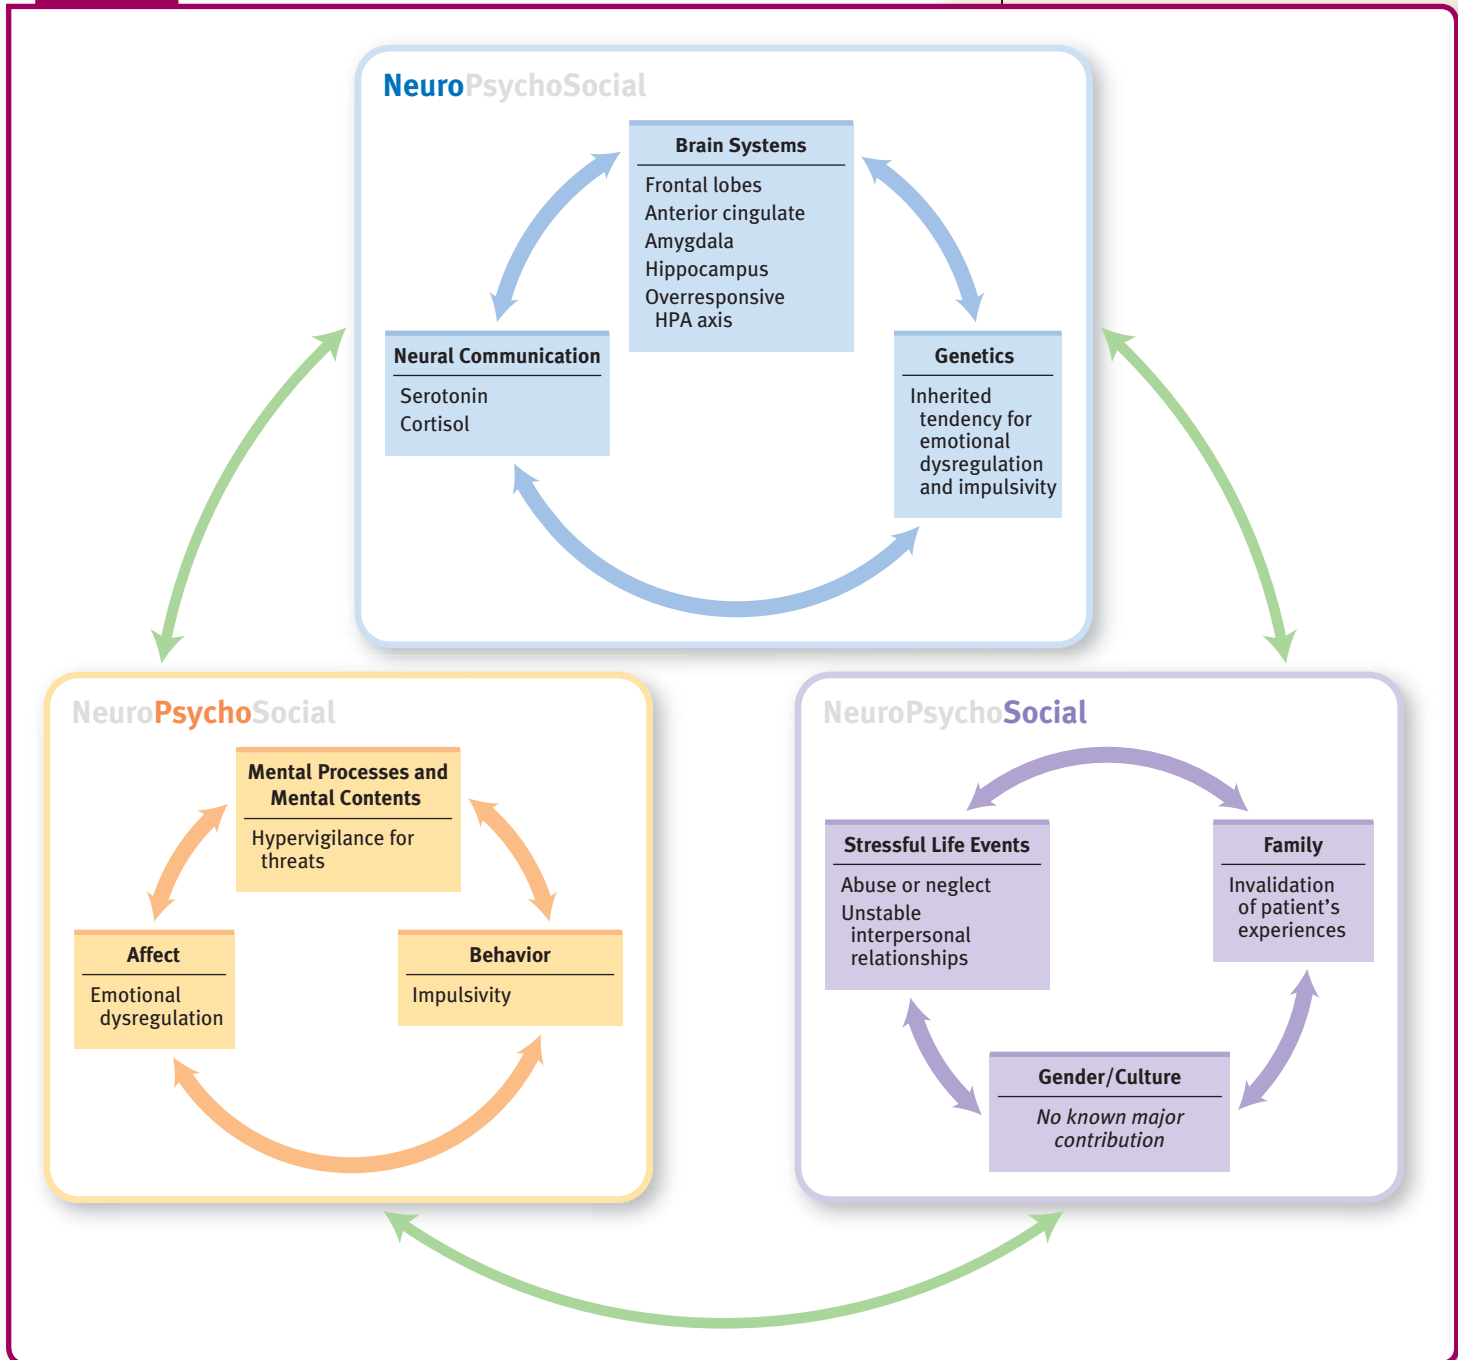 NeuroPsychoSocial
Brain Systems
Frontal lobes
Anterior cingulate
Amygdala
Hippocampus
Overresponsive
HPA axis
Neural Communication
Serotonin
Cortisol
Genetics
Inherited
tendency for
emotional
dysregulation
and impulsivity
NeuroPsychoSocial
Mental Processes and
Mental Contents
Hypervigilance for
threats
Affect
Emotional
dysregulation
Behavior
Impulsivity
NeuroPsychoSocial
Stressful Life Events
Abuse or neglect
Unstable
interpersonal
relationships
Family
Invalidation
of patient’s
experiences
Gender/Culture
No known major
contribution